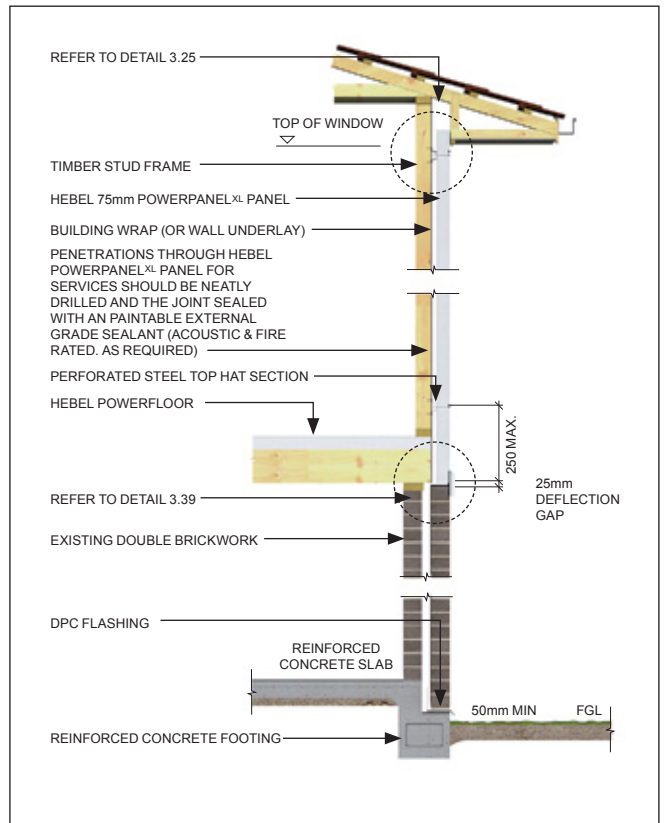 REFER TO DETAIL 3.25
TOP OF WINDOW
TIMBER STUD FRAME
HEBEL 75mm POWERPANELXL PANEL
BUILDING WRAP (OR WALL UNDERLAY)
PENETRATIONS THROUGH HEBEL
POWERPANELXL PANEL FOR
SERVICES SHOULD BE NEATLY
DRILLED AND THE JOINT SEALED
WITH AN PAINTABLE EXTERNAL
GRADE SEALANT (ACOUSTIC & FIRE
RATED. AS REQUIRED)
PERFORATED STEEL TOP HAT SECTION
HEBEL POWERFLOOR
250 MAX.
25mm
DEFLECTION
GAP
REFER TO DETAIL 3.39
EXISTING DOUBLE BRICKWORK
DPC FLASHING
REINFORCED
CONCRETE SLAB
50mm MIN
FGL
REINFORCED CONCRETE FOOTING